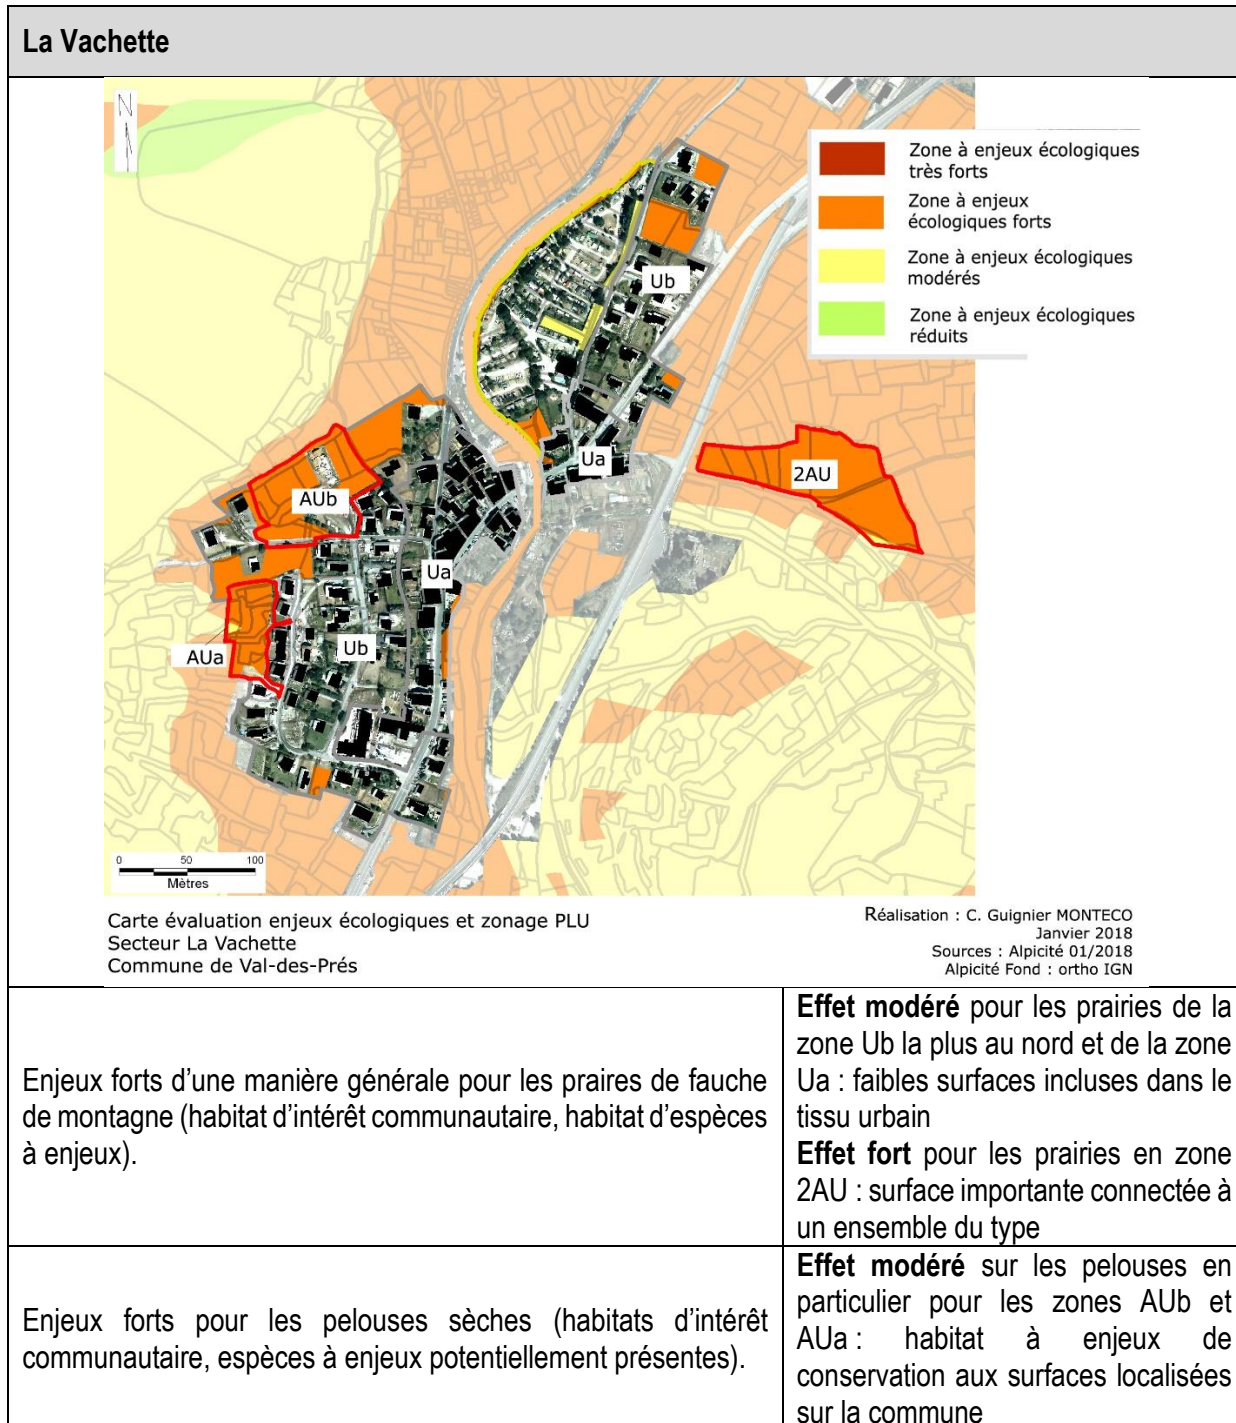 La Vachette
N
Zone à enjeux écologiques
très forts
Zone à enjeux
écologiques forts
Zone à enjeux écologiques
modérés
Zone à enjeux écologiques
réduits
Ub
Ua
2AU
AUb
Ua
AUa
Ub
0 50 100
Mètres
Carte évaluation enjeux écologiques et zonage PLU
Secteur La Vachette
Commune de Val-des-Prés
Réalisation : C. Guignier MONTECO
Janvier 2018
Sources : Alpicité 01/2018
Alpicité Fond : ortho IGN
Enjeux forts d'une manière générale pour les praires de fauche
de montagne (habitat d'intérêt communautaire, habitat d'espèces
à enjeux).
Effet modéré pour les prairies de la
zone Ub la plus au nord et de la zone
Ua : faibles surfaces incluses dans le
tissu urbain
Effet fort pour les prairies en zone
2AU : surface importante connectée à
un ensemble du type
Enjeux forts pour les pelouses sèches (habitats d'intérêt
communautaire, espèces à enjeux potentiellement présentes).
Effet modéré sur les pelouses en
particulier pour les zones AUb et
AUa : habitat à enjeux de
conservation aux surfaces localisées
sur la commune